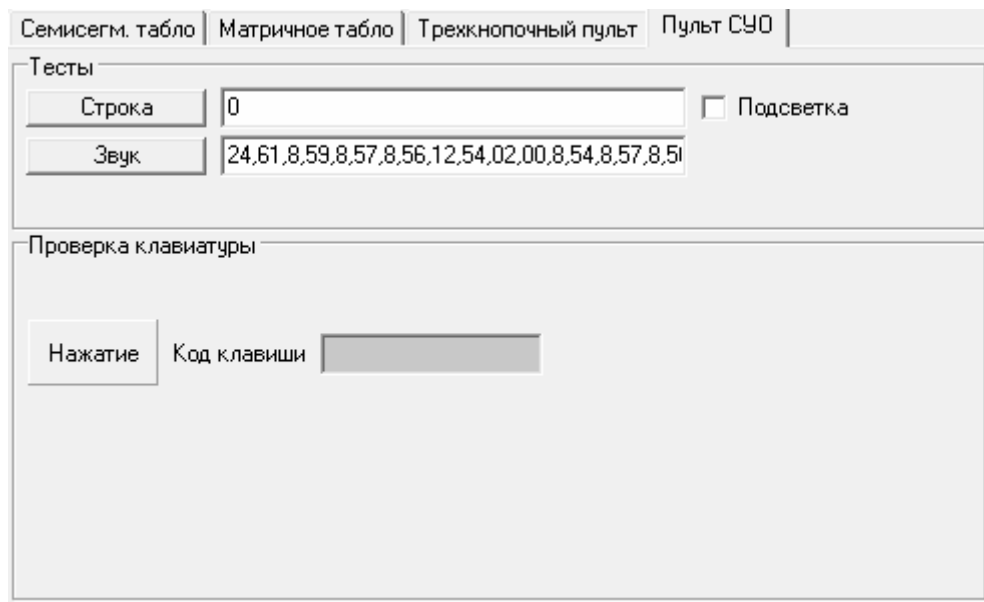 Семисегм. табло Матричное табло Трехкнопочный пульт Пульт СУО
Тесты
Строка 0 Подсветка
Звук 24,61,8,59,8,57,8,56,12,54,02,00,8,54,8,57,8,5
Проверка клавиатуры
Нажатие Код клавиши